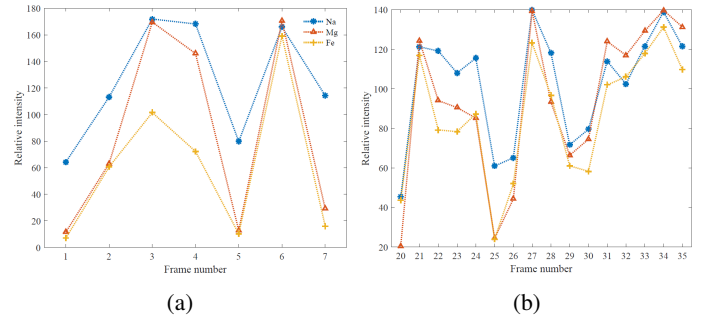 180
160
140
120
100
80
60
40
20
0
Relative intensity
Na
Mg
Fe
1 2 3 4 5 6 7
Frame number
(a)
140
120
100
80
60
40
20
Relative intensity
20 21 22 23 24 25 26 27 28 29 30 31 32 33 34 35
Frame number
(b)